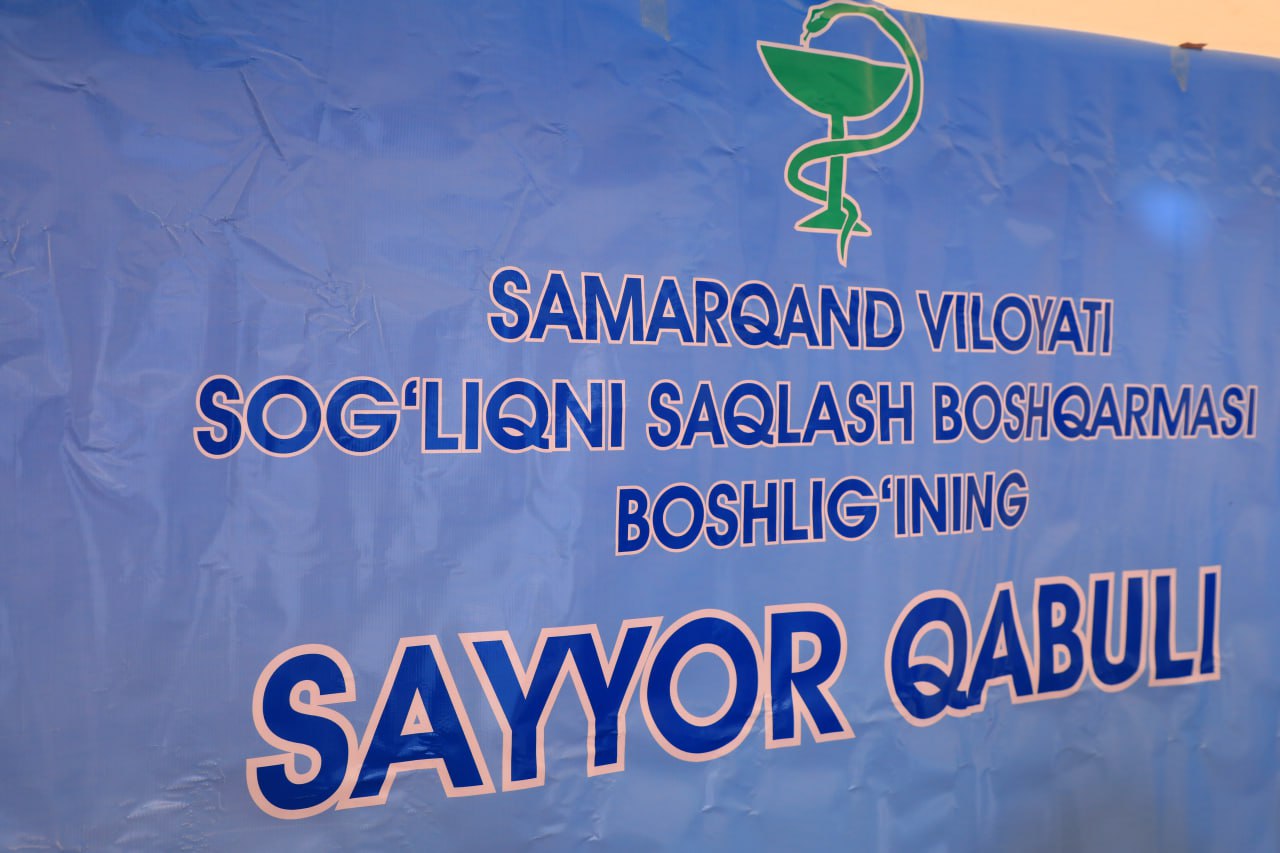 SAMARQAND VILOYATI
SOG‘LIQNI SAQLASH BOSHQARMASI
BOSHLIG‘INING
SAYYOR QABULI